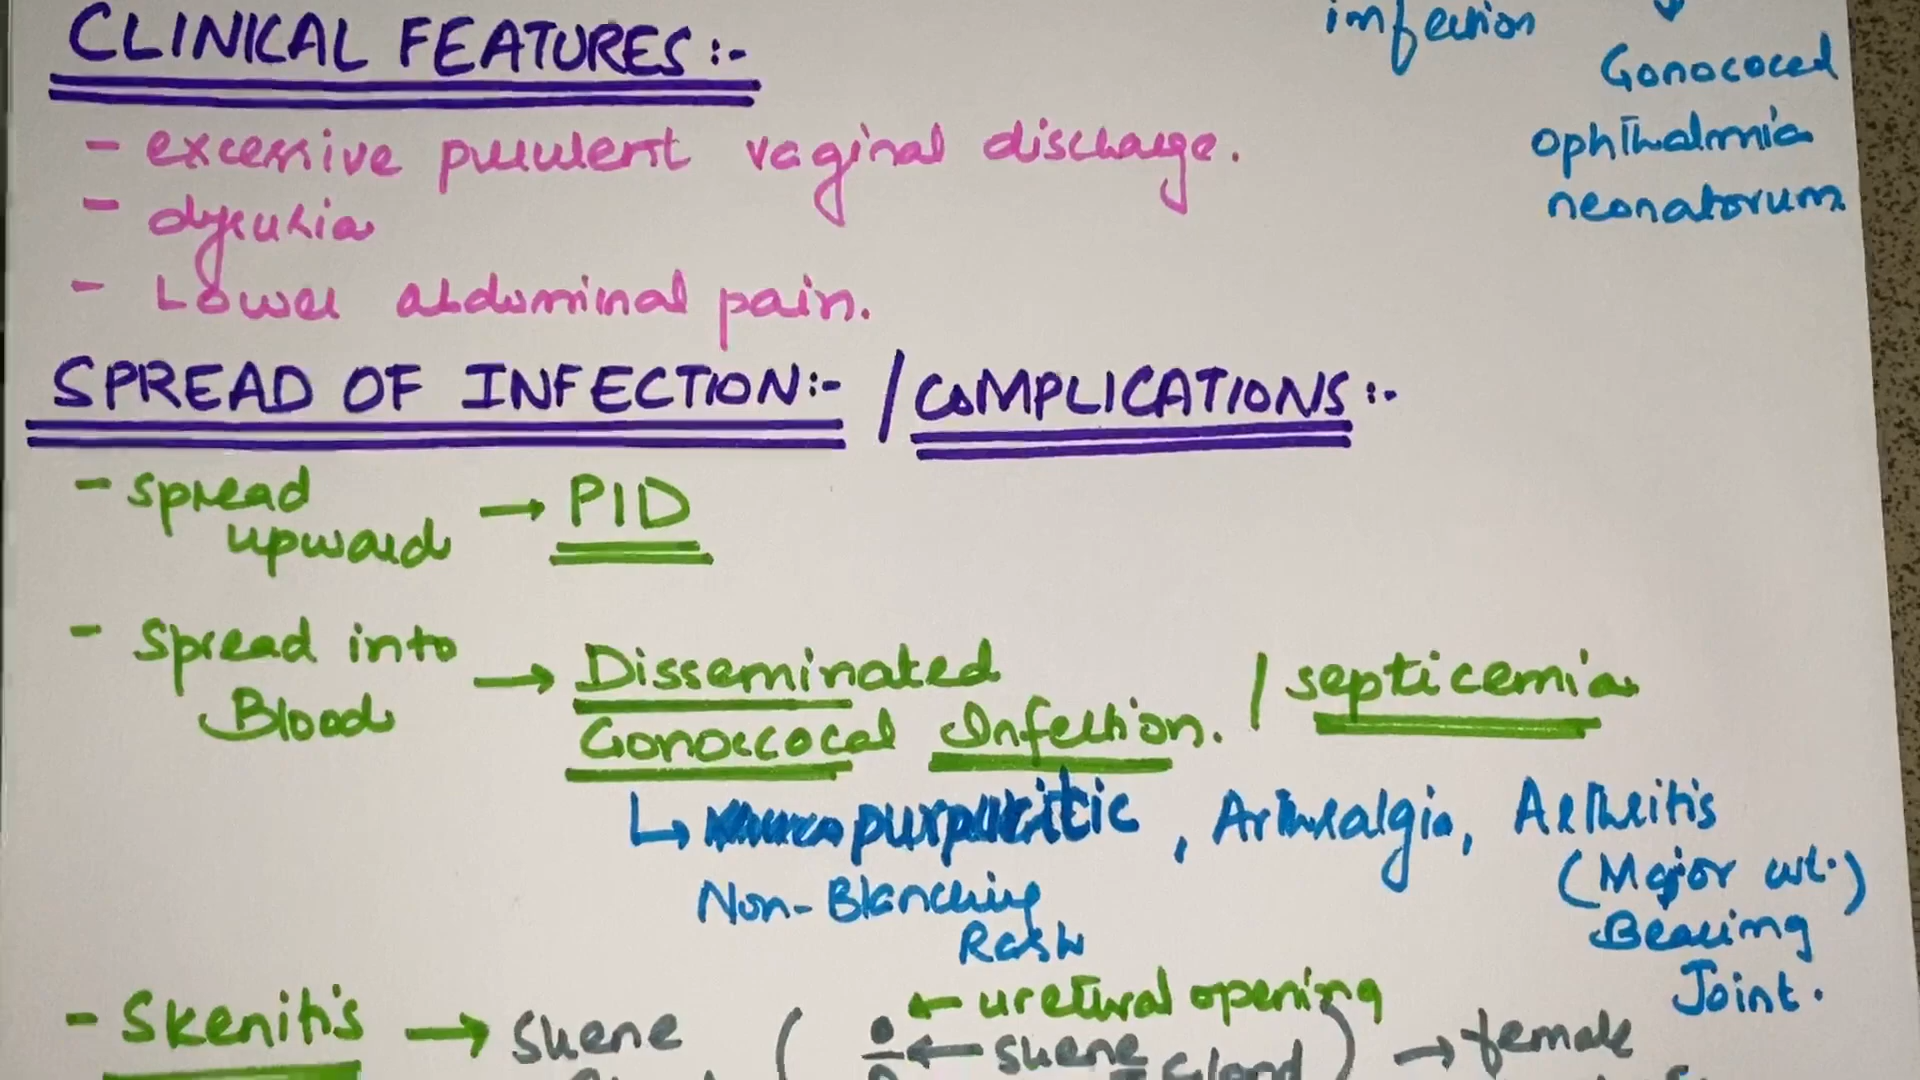 infection
Gonococcal
ophthalmia
neonatorum
CLINICAL FEATURES:-
- excessive purulent vaginal discharge.
- dysuria
- Lower abdominal pain.
SPREAD OF INFECTION:- / COMPLICATIONS:-
- spread upward → PID
- Spread into Blood → Disseminated Gonoccocal Infection. / septicemia
↳ purpuritic, Arthralgia, Arthritis
Non-Blanching Rash
(Major wt.)
Bearing
Joint.
- Skenitis → Skene ( ← uretural opening
← skene Gland ) → female